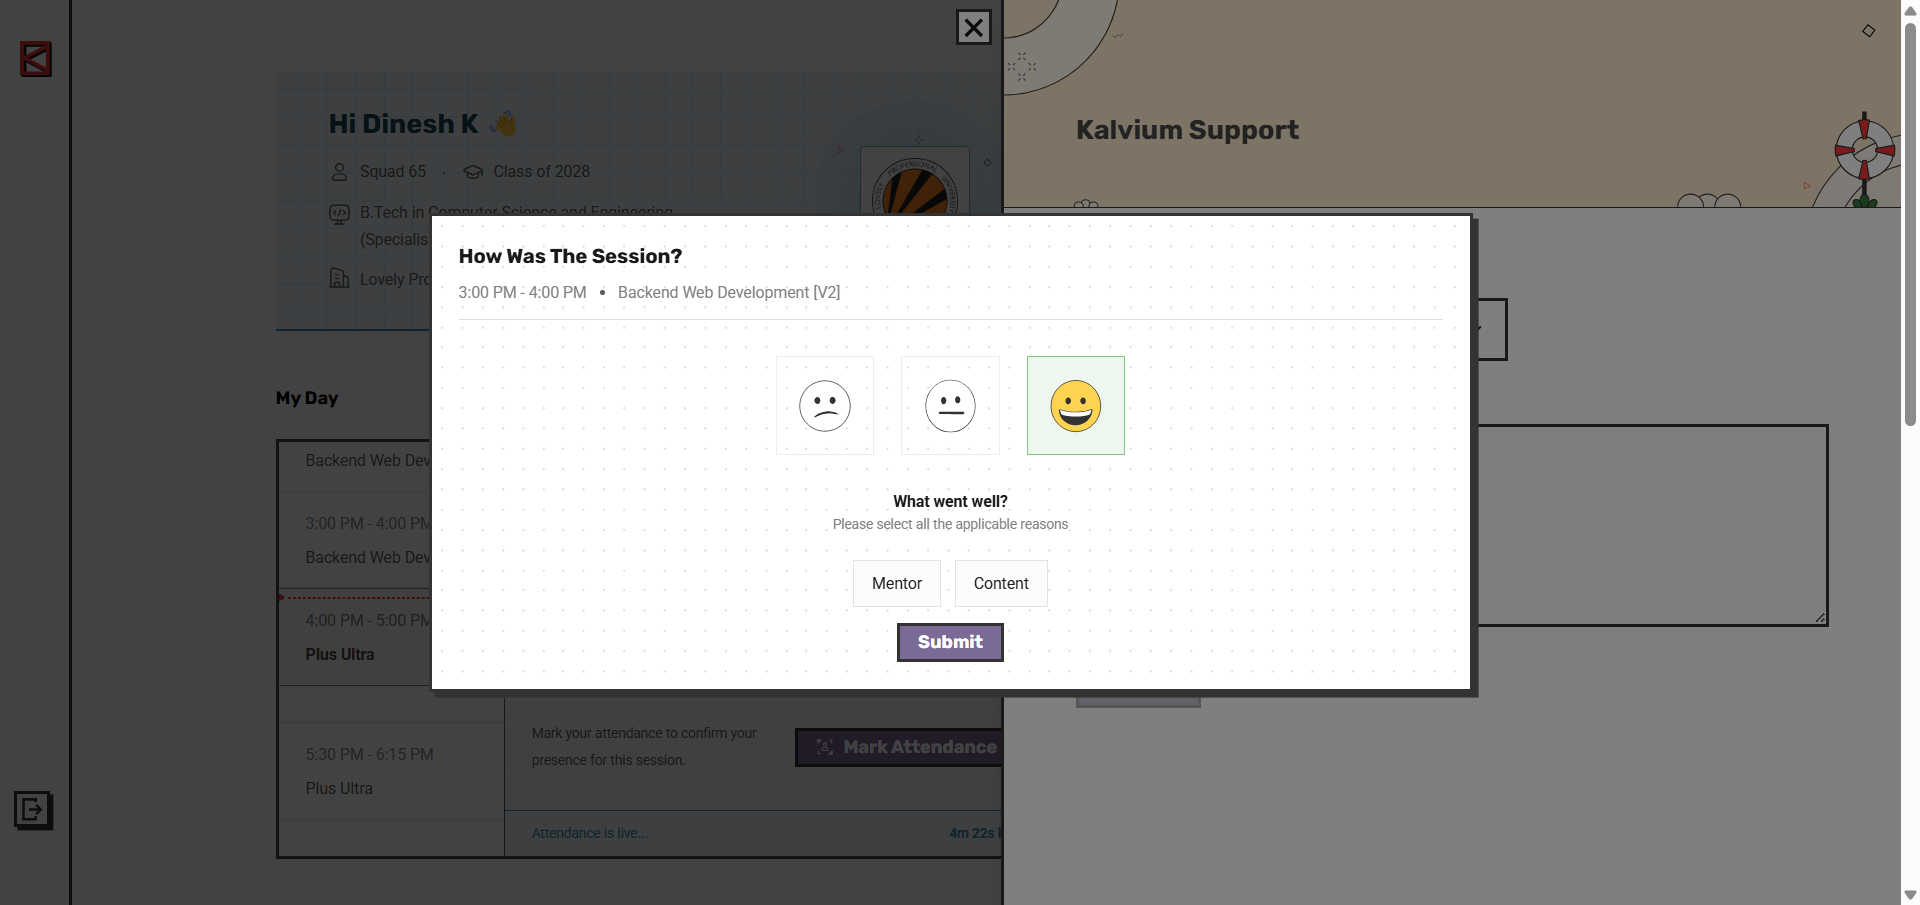 Hi Dinesh K
Squad 65 · Class of 2028
B.Tech in Computer Science and Engineering
(Specialis
Lovely Pro
LOVELY PROFESSIONAL UNIVERSITY
Kalvium Support
How Was The Session?
3:00 PM - 4:00 PM • Backend Web Development [V2]
What went well?
Please select all the applicable reasons
Mentor
Content
Submit
My Day
Backend Web Dev
3:00 PM - 4:00 PM
Backend Web Dev
4:00 PM - 5:00 PM
Plus Ultra
5:30 PM - 6:15 PM
Plus Ultra
Mark your attendance to confirm your
presence for this session.
Mark Attendance
Attendance is live...
4m 22s l